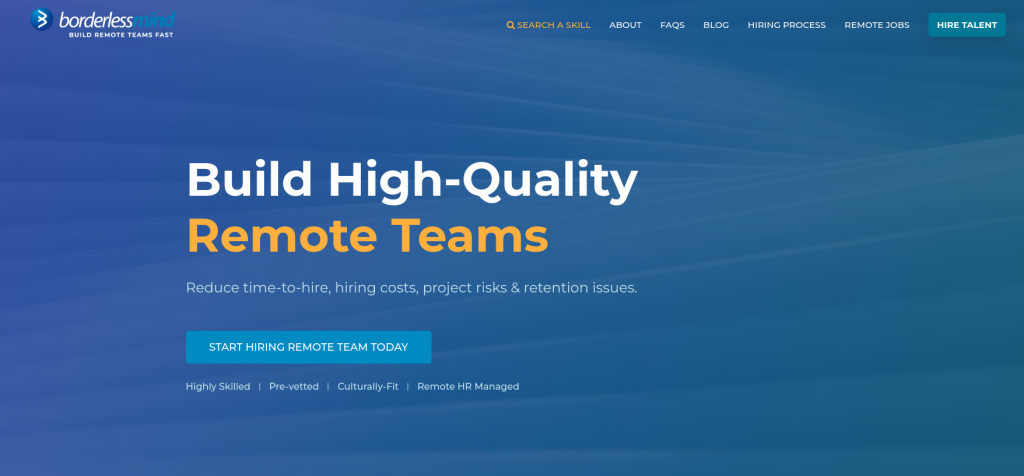 borderlessmind
BUILD REMOTE TEAMS FAST
SEARCH A SKILL ABOUT FAQS BLOG HIRING PROCESS REMOTE JOBS HIRE TALENT
Build High-Quality
Remote Teams
Reduce time-to-hire, hiring costs, project risks & retention issues.
START HIRING REMOTE TEAM TODAY
Highly Skilled | Pre-vetted | Culturally-Fit | Remote HR Managed